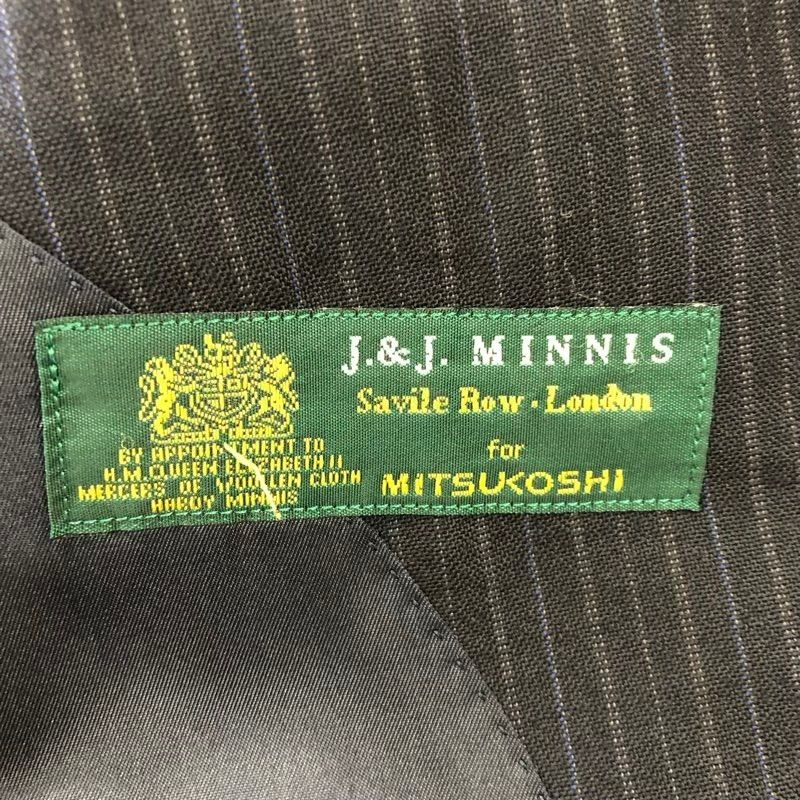 J.&J. MINNIS
Savile Row · London
for
MITSUKOSHI
BY APPOINTMENT TO
H.M. QUEEN ELIZABETH II
MERCERS OF WOOLLEN CLOTH
HARDY MINNIS